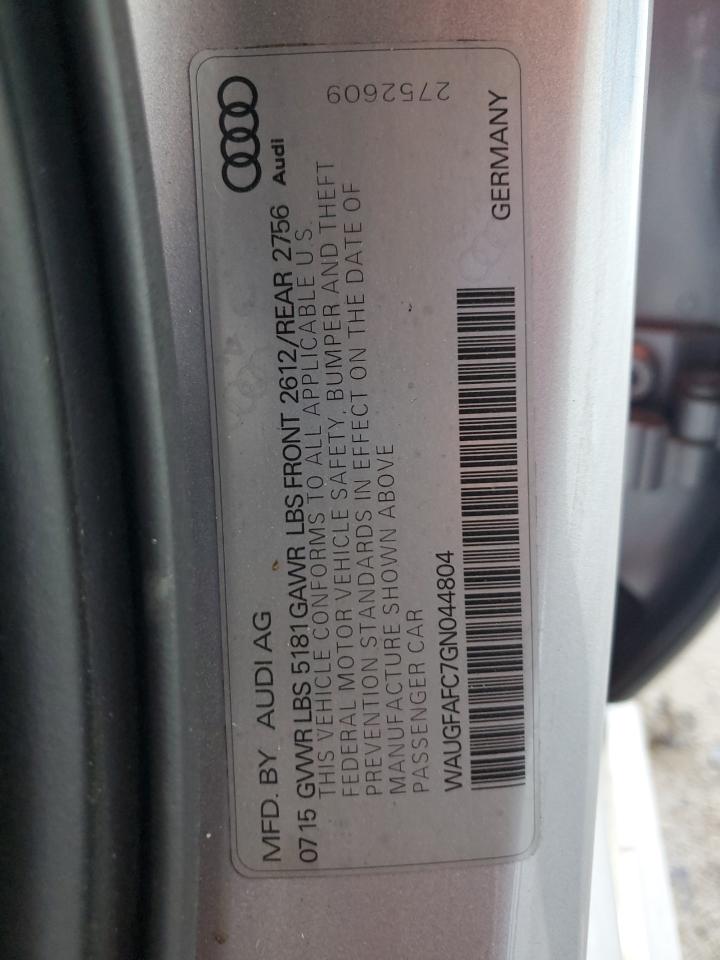 MFD. BY AUDI AG
Audi
0715 GVWR LBS 5181 GAWR LBS FRONT 2612/REAR 2756
THIS VEHICLE CONFORMS TO ALL APPLICABLE U.S.
FEDERAL MOTOR VEHICLE SAFETY, BUMPER AND THEFT
PREVENTION STANDARDS IN EFFECT ON THE DATE OF
MANUFACTURE SHOWN ABOVE
PASSENGER CAR
2752609
WAUGFAFC7GN044804
GERMANY